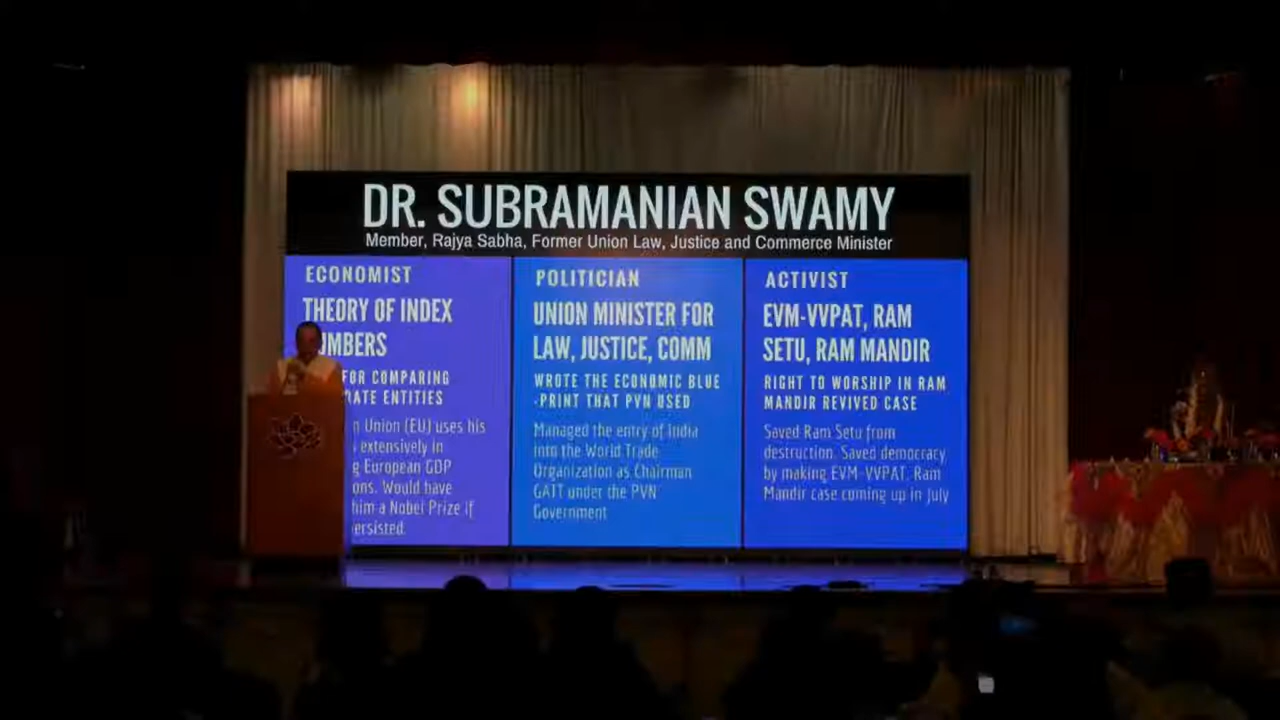 DR. SUBRAMANIAN SWAMY
Member, Rajya Sabha, Former Union Law, Justice and Commerce Minister
ECONOMIST
THEORY OF INDEX
UMBERS
FOR COMPARING
ATE ENTITIES
n Union (EU) uses his
extensively in
g European GDP
ons. Would have
him a Nobel Prize if
ersisted.
POLITICIAN
UNION MINISTER FOR
LAW, JUSTICE, COMM
WROTE THE ECONOMIC BLUE
-PRINT THAT PVN USED
Managed the entry of India
into the World Trade
Organization as Chairman
GATT under the PVN
Government
ACTIVIST
EVM-VVPAT, RAM
SETU, RAM MANDIR
RIGHT TO WORSHIP IN RAM
MANDIR REVIVED CASE
Saved Ram Setu from
destruction. Saved democracy
by making EVM-VVPAT. Ram
Mandir case coming up in July